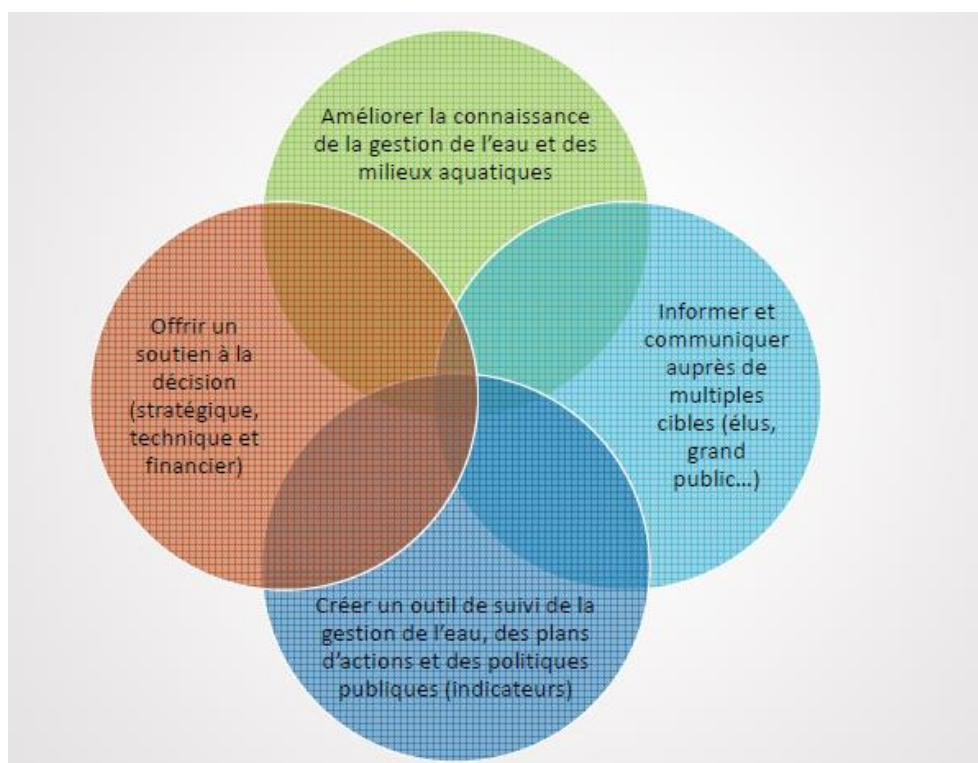 Améliorer la connaissance
de la gestion de l'eau et des
milieux aquatiques
Informer et
communiquer
auprès de
multiples
cibles (élus,
grand
public...)
Créer un outil de suivi de la
gestion de l'eau, des plans
d'actions et des politiques
publiques (indicateurs)
Offrir un
soutien à la
décision
(stratégique,
technique et
financier)